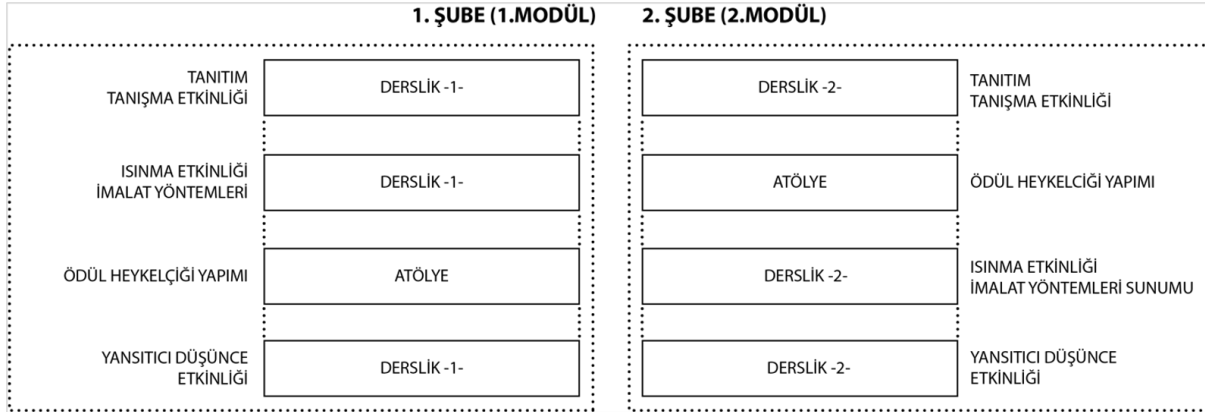 1. ŞUBE (1.MODÜL)
TANITIM
TANIŞMA ETKİNLİĞİ
DERSLİK -1-
ISINMA ETKİNLİĞİ
İMALAT YÖNTEMLERİ
DERSLİK -1-
ÖDÜL HEYKELÇİĞİ YAPIMI
ATÖLYE
YANSITICI DÜŞÜNCE
ETKİNLİĞİ
DERSLİK -1-
2. ŞUBE (2.MODÜL)
DERSLİK -2-
TANITIM
TANIŞMA ETKİNLİĞİ
ATÖLYE
ÖDÜL HEYKELCİĞİ YAPIMI
DERSLİK -2-
ISINMA ETKİNLİĞİ
İMALAT YÖNTEMLERİ SUNUMU
DERSLİK -2-
YANSITICI DÜŞÜNCE
ETKİNLİĞİ